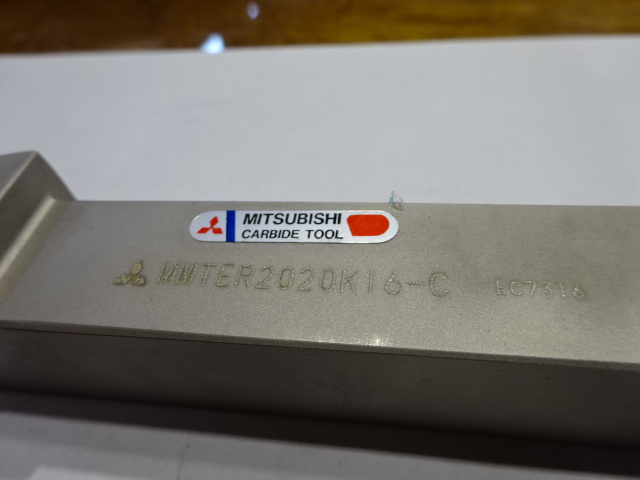 MITSUBISHI
CARBIDE TOOL
MMTER2020K16-C EC7316